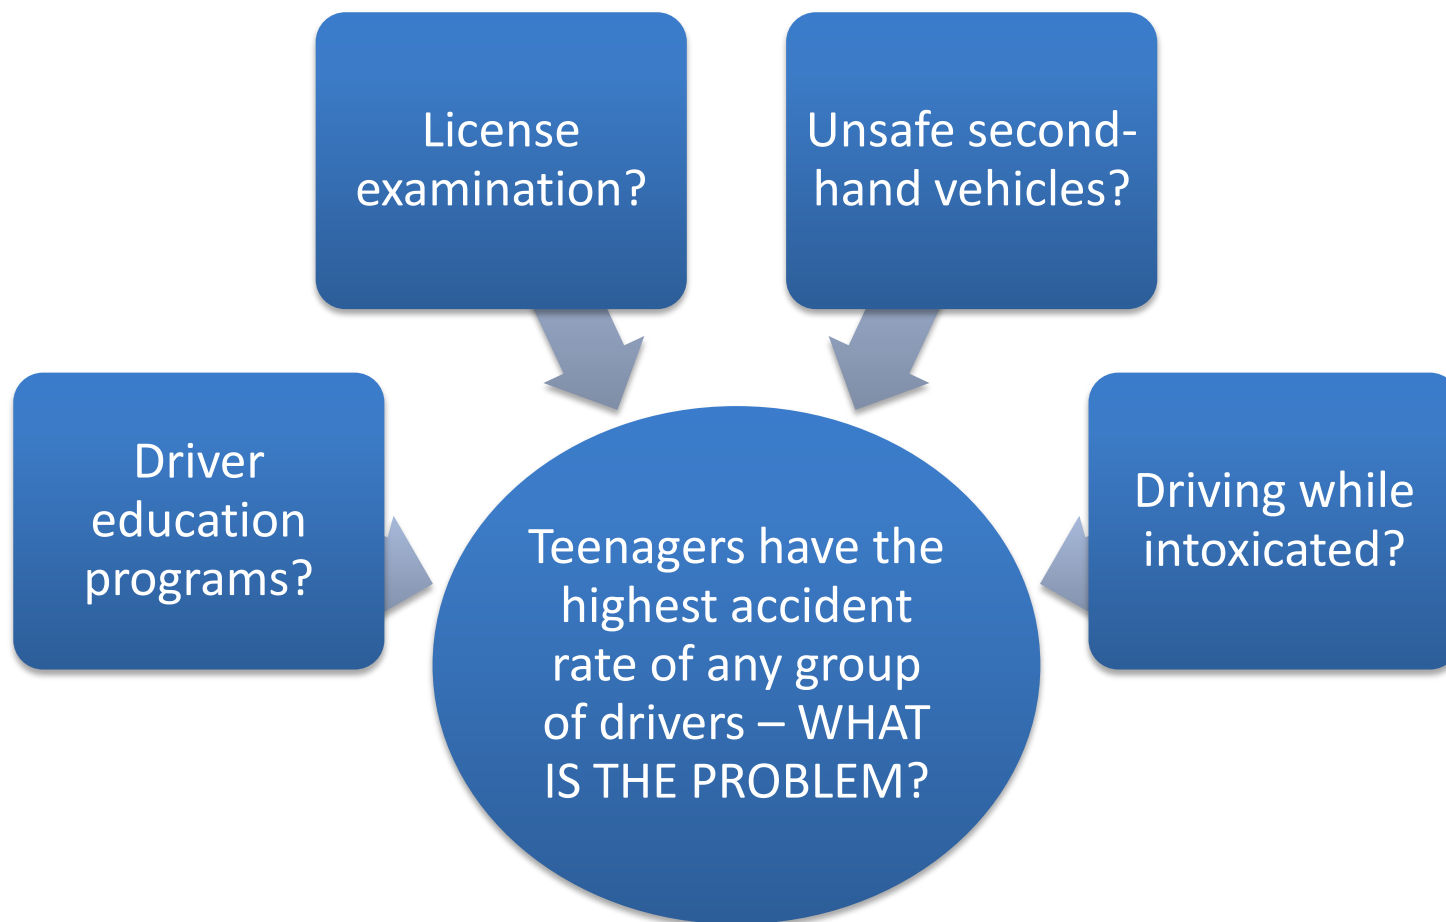 License
examination?
Unsafe second-
hand vehicles?
Driver
education
programs?
Teenagers have the
highest accident
rate of any group
of drivers – WHAT
IS THE PROBLEM?
Driving while
intoxicated?